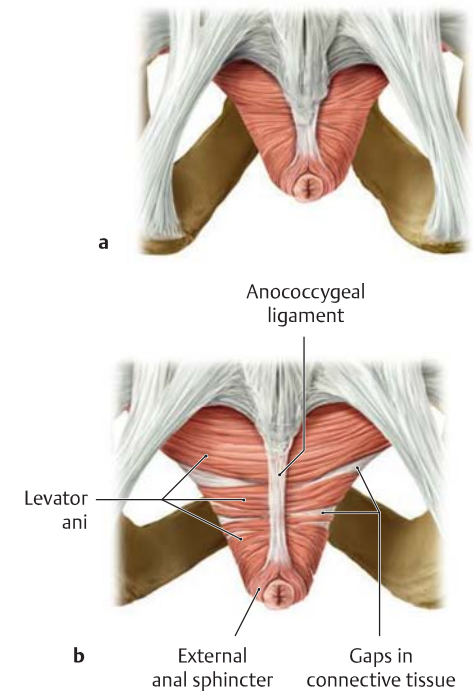 a
Anococcygeal
ligament
Levator
ani
b
External
anal sphincter
Gaps in
connective tissue